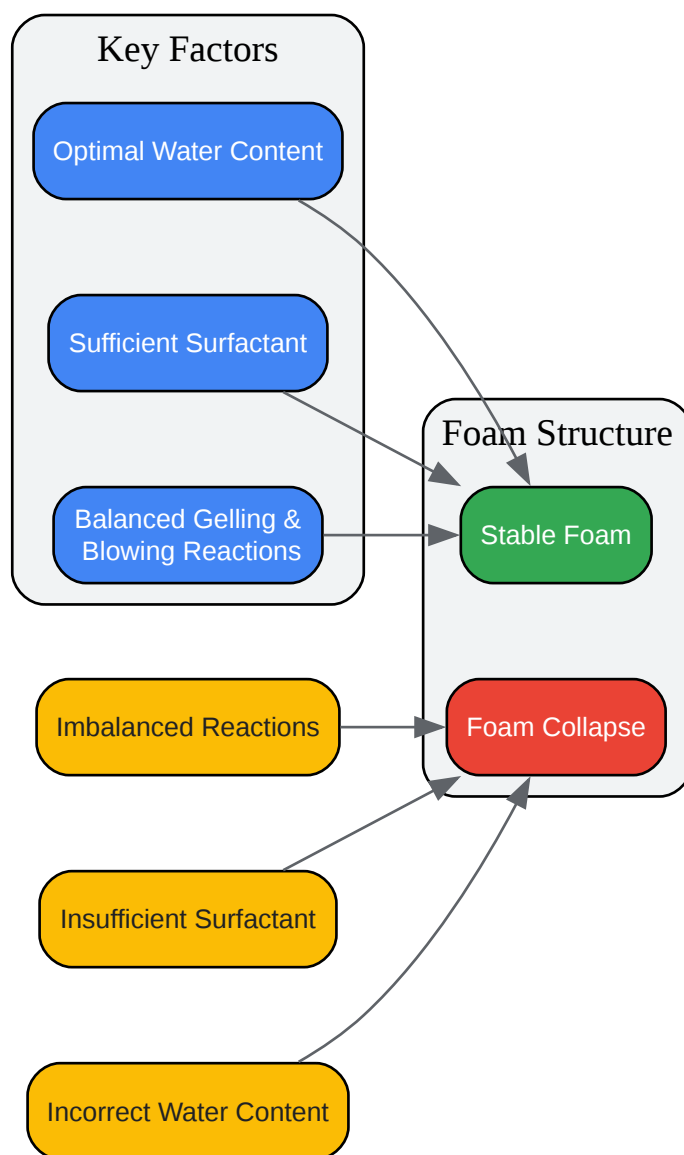 Key Factors
Optimal Water Content
Sufficient Surfactant
Balanced Gelling &
Blowing Reactions
Foam Structure
Stable Foam
Foam Collapse
Imbalanced Reactions
Insufficient Surfactant
Incorrect Water Content